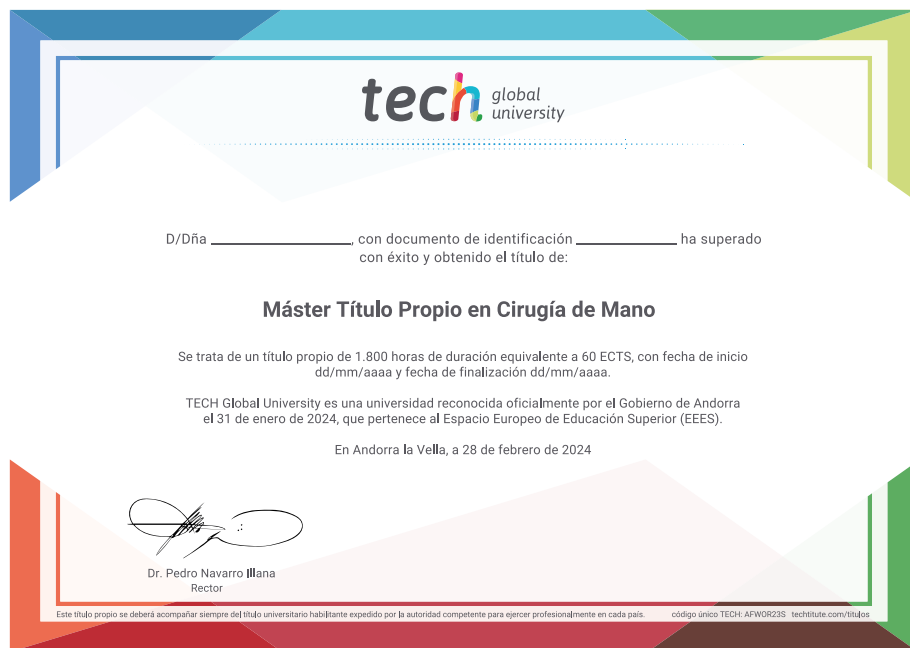 tech global
university
D/Dña ______________, con documento de identificación __________ ha superado
con éxito y obtenido el título de:
Máster Título Propio en Cirugía de Mano
Se trata de un título propio de 1.800 horas de duración equivalente a 60 ECTS, con fecha de inicio
dd/mm/aaaa y fecha de finalización dd/mm/aaaa.
TECH Global University es una universidad reconocida oficialmente por el Gobierno de Andorra
el 31 de enero de 2024, que pertenece al Espacio Europeo de Educación Superior (EEES).
En Andorra la Vella, a 28 de febrero de 2024
Dr. Pedro Navarro Illana
Rector
Este título propio se deberá acompañar siempre del título universitario habilitante expedido por la autoridad competente para ejercer profesionalmente en cada país. código único TECH: AFWOR23S techtitute.com/titulos